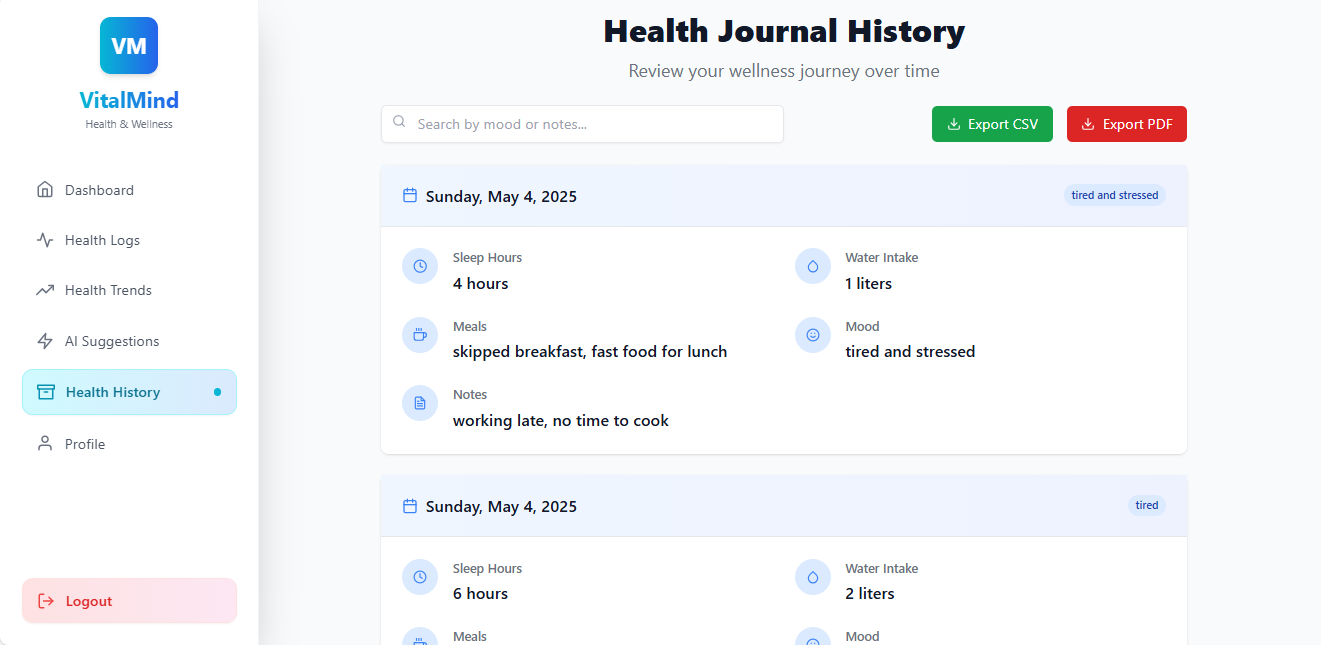 VM
VitalMind
Health & Wellness
Dashboard
Health Logs
Health Trends
AI Suggestions
Health History
Profile
Logout
Health Journal History
Review your wellness journey over time
Search by mood or notes...
Export CSV
Export PDF
Sunday, May 4, 2025
tired and stressed
Sleep Hours
4 hours
Water Intake
1 liters
Meals
skipped breakfast, fast food for lunch
Mood
tired and stressed
Notes
working late, no time to cook
Sunday, May 4, 2025
tired
Sleep Hours
6 hours
Water Intake
2 liters
Meals
Mood